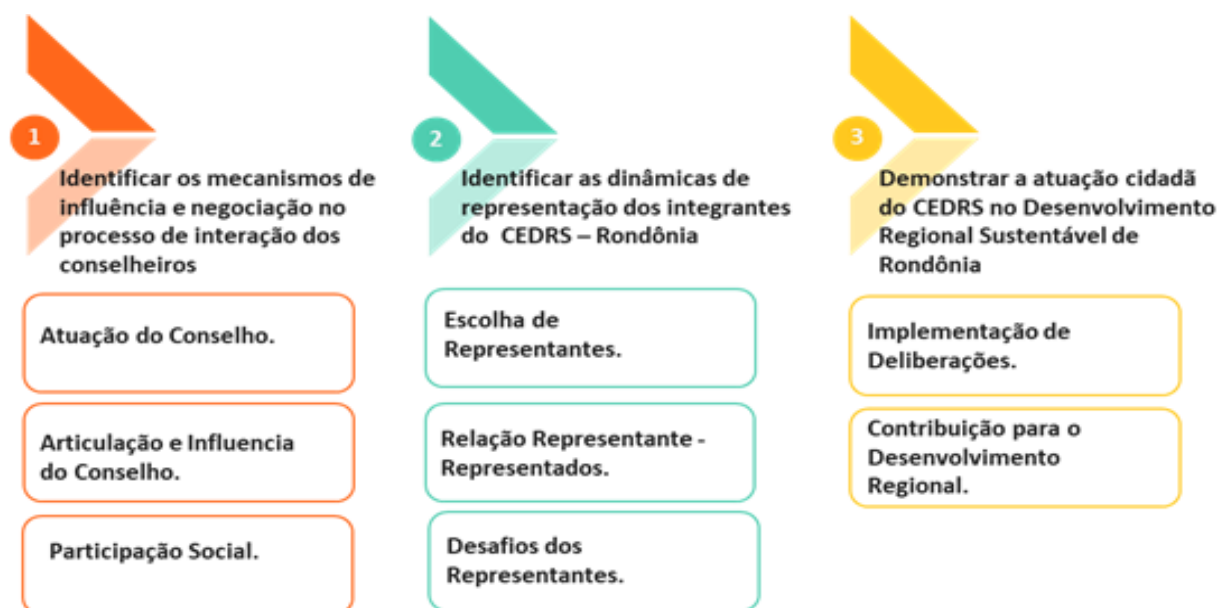 1
Identificar os mecanismos de
influência e negociação no
processo de interação dos
conselheiros
Atuação do Conselho.
Articulação e Influencia
do Conselho.
Participação Social.
2
Identificar as dinâmicas de
representação dos integrantes
do CEDRS – Rondônia
Escolha de
Representantes.
Relação Representante -
Representados.
Desafios dos
Representantes.
3
Demonstrar a atuação cidadã
do CEDRS no Desenvolvimento
Regional Sustentável de
Rondônia
Implementação de
Deliberações.
Contribuição para o
Desenvolvimento
Regional.